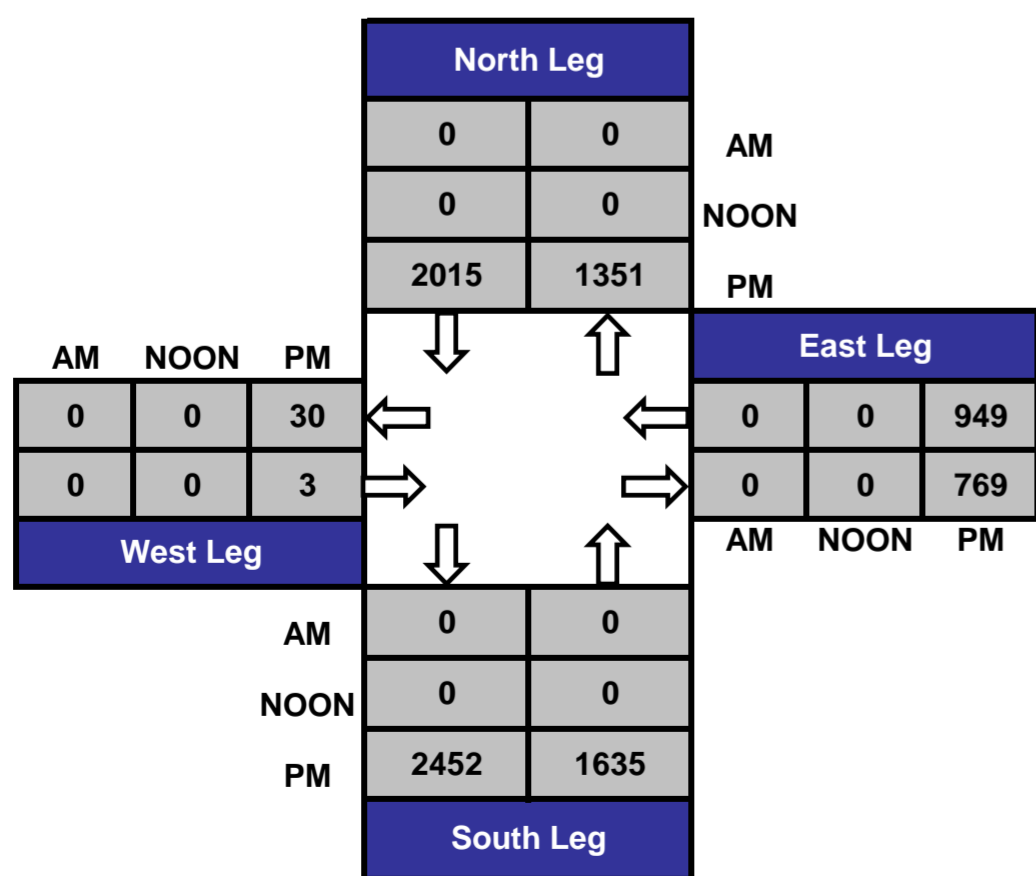 North Leg
0 0
AM
0 0
NOON
2015 1351
PM
East Leg
AM NOON PM
0 0 30
0 0 949
0 0 3
0 0 769
West Leg
AM NOON PM
AM
0 0
NOON
0 0
PM
2452 1635
South Leg